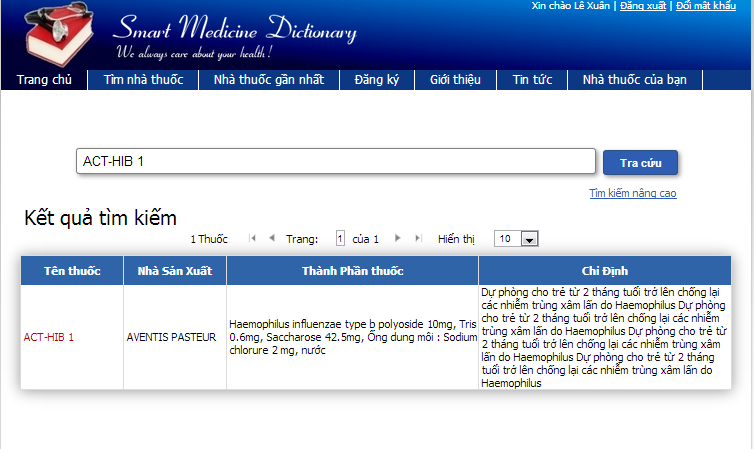 Xin chào Lê Xuân | Đăng xuất | Đổi mật khẩu
Smart Medicine Dictionary
We always care about your health !
Trang chủ Tìm nhà thuốc Nhà thuốc gần nhất Đăng ký Giới thiệu Tin tức Nhà thuốc của bạn
ACT-HIB 1 Tra cứu
Tìm kiếm nâng cao
Kết quả tìm kiếm
1 Thuốc Trang: 1 của 1 Hiển thị 10
Tên thuốc Nhà Sản Xuất Thành Phần thuốc Chỉ Định
ACT-HIB 1
AVENTIS PASTEUR
Haemophilus influenzae type b polyoside 10mg, Tris
0.6mg, Saccharose 42.5mg, Ống dung môi : Sodium
chlorure 2 mg, nước
Dự phòng cho trẻ từ 2 tháng tuổi trở lên chống lại
các nhiễm trùng xâm lấn do Haemophilus Dự phòng
cho trẻ từ 2 tháng tuổi trở lên chống lại các nhiễm
trùng xâm lấn do Haemophilus Dự phòng cho trẻ từ
2 tháng tuổi trở lên chống lại các nhiễm trùng xâm
lấn do Haemophilus Dự phòng cho trẻ từ 2 tháng
tuổi trở lên chống lại các nhiễm trùng xâm lấn do
Haemophilus